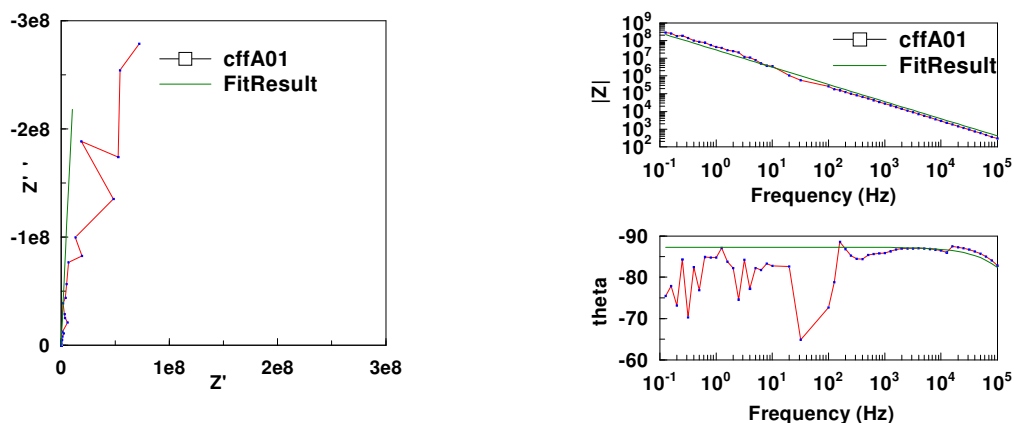 -3e8
-2e8
-1e8
0
Z' '
0
1e8
2e8
3e8
Z'
cffA01
FitResult
10^9
10^8
10^7
10^6
10^5
10^4
10^3
10^2
|Z|
10^-1
10^0
10^1
10^2
10^3
10^4
10^5
Frequency (Hz)
cffA01
FitResult
-90
-80
-70
-60
theta
10^-1
10^0
10^1
10^2
10^3
10^4
10^5
Frequency (Hz)